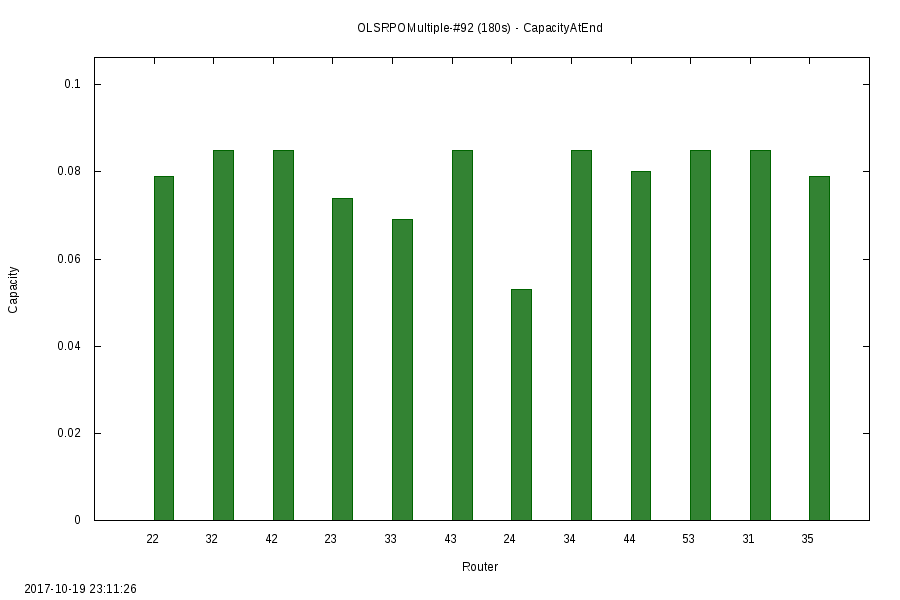 OLSRPOMultiple-#92 (180s) - CapacityAtEnd
0.1
0.08
0.06
0.04
0.02
0
Capacity
22 32 42 23 33 43 24 34 44 53 31 35
Router
2017-10-19 23:11:26